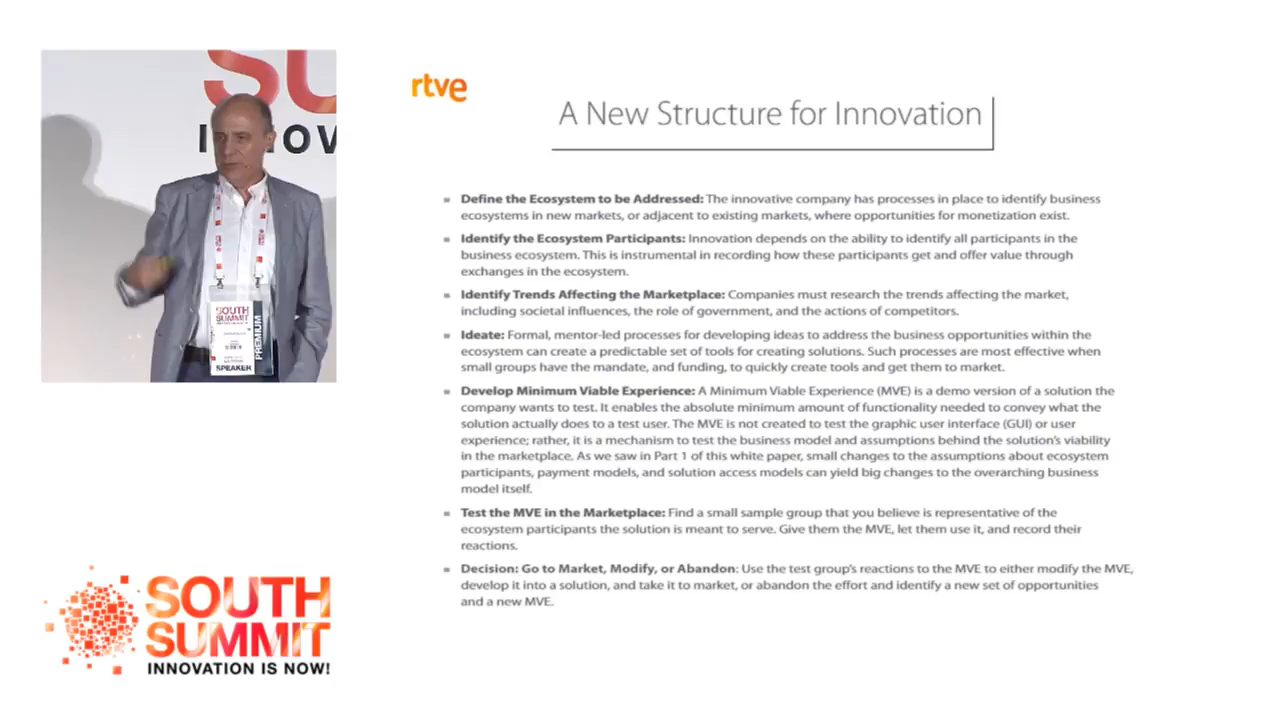 SU
INNOV
SOUTH
SUMMIT
PREMIUM
SPEAKER
rtve
A New Structure for Innovation
Define the Ecosystem to be Addressed: The innovative company has processes in place to identify business
ecosystems in new markets, or adjacent to existing markets, where opportunities for monetization exist.
Identify the Ecosystem Participants: Innovation depends on the ability to identify all participants in the
business ecosystem. This is instrumental in recording how these participants get and offer value through
exchanges in the ecosystem.
Identify Trends Affecting the Marketplace: Companies must research the trends affecting the market,
including societal influences, the role of government, and the actions of competitors.
Ideate: Formal, mentor-led processes for developing ideas to address the business opportunities within the
ecosystem can create a predictable set of tools for creating solutions. Such processes are most effective when
small groups have the mandate, and funding, to quickly create tools and get them to market.
Develop Minimum Viable Experience: A Minimum Viable Experience (MVE) is a demo version of a solution the
company wants to test. It enables the absolute minimum amount of functionality needed to convey what the
solution actually does to a test user. The MVE is not created to test the graphic user interface (GUI) or user
experience; rather, it is a mechanism to test the business model and assumptions behind the solution's viability
in the marketplace. As we saw in Part 1 of this white paper, small changes to the assumptions about ecosystem
participants, payment models, and solution access models can yield big changes to the overarching business
model itself.
Test the MVE in the Marketplace: Find a small sample group that you believe is representative of the
ecosystem participants the solution is meant to serve. Give them the MVE, let them use it, and record their
reactions.
Decision: Go to Market, Modify, or Abandon: Use the test group's reactions to the MVE to either modify the MVE,
develop it into a solution, and take it to market, or abandon the effort and identify a new set of opportunities
and a new MVE.
SOUTH
SUMMIT
INNOVATION IS NOW!